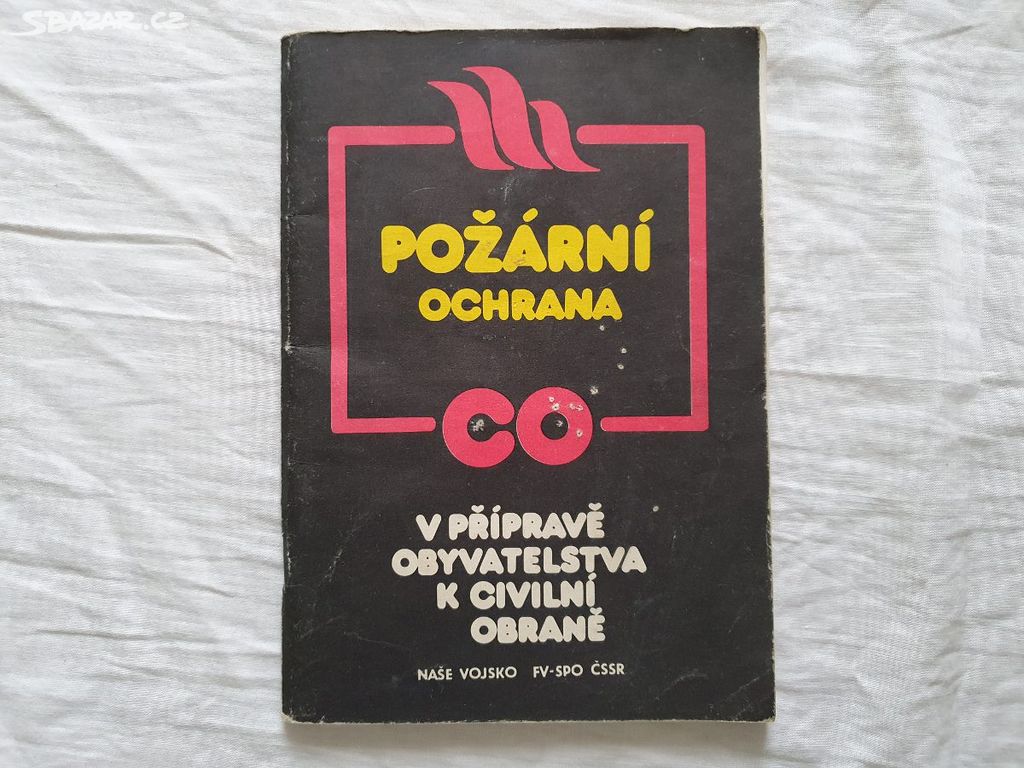 SBAZAR.CZ
POŽÁRNÍ
OCHRANA
CO
V PŘÍPRAVĚ
OBYVATELSTVA
K CIVILNÍ
OBRANĚ
NAŠE VOJSKO FV-SPO ČSSR